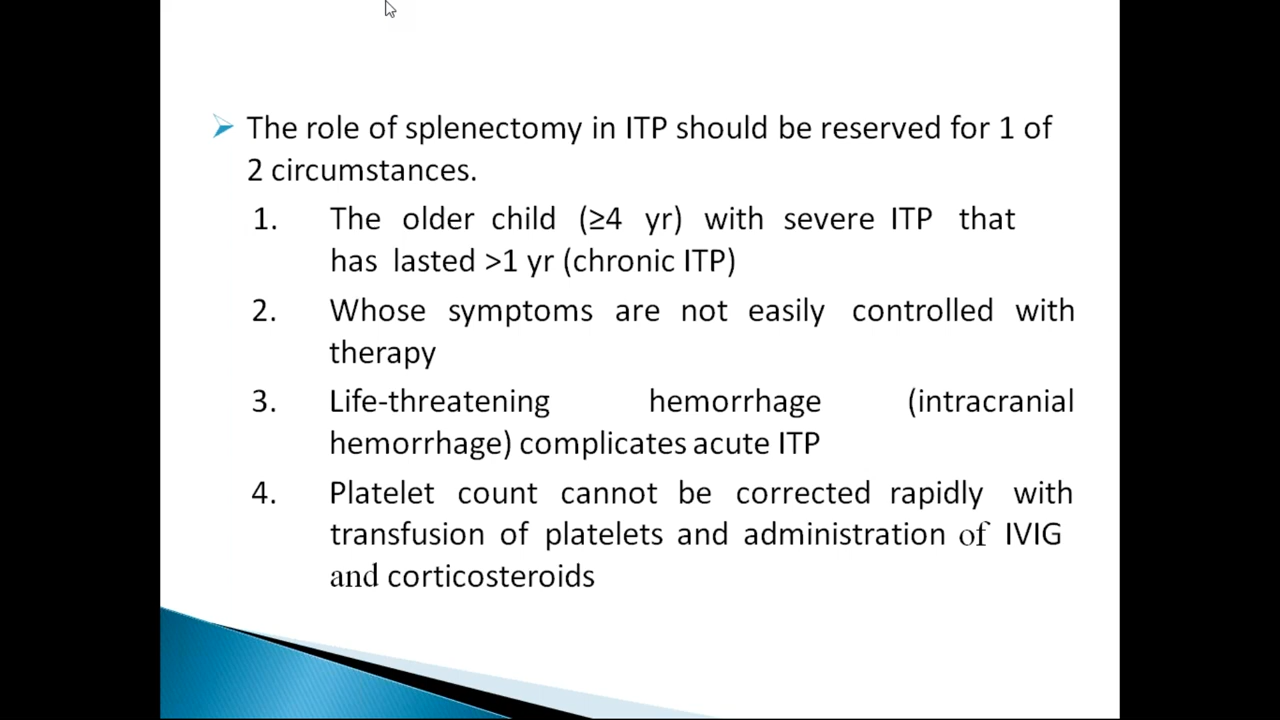 The role of splenectomy in ITP should be reserved for 1 of
2 circumstances.
1. The older child (≥4 yr) with severe ITP that
has lasted >1 yr (chronic ITP)
2. Whose symptoms are not easily controlled with
therapy
3. Life-threatening hemorrhage (intracranial
hemorrhage) complicates acute ITP
4. Platelet count cannot be corrected rapidly with
transfusion of platelets and administration of IVIG
and corticosteroids